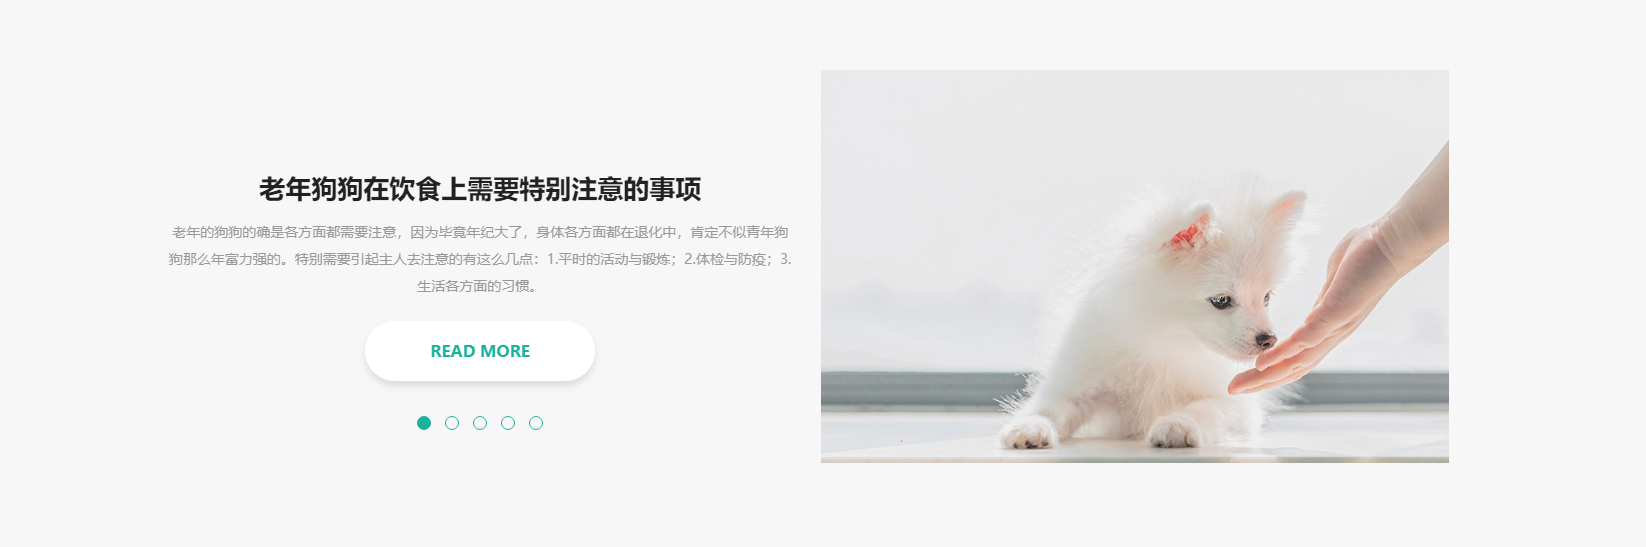 老年狗狗在饮食上需要特别注意的事项
老年的狗狗的确是各方面都需要注意，因为毕竟年纪大了，身体各方面都在退化中，肯定不似青年狗
狗那么年富力强的。特别需要引起主人去注意的有这么几点：1.平时的活动与锻炼；2.体检与防疫；3.
生活各方面的习惯。
READ MORE